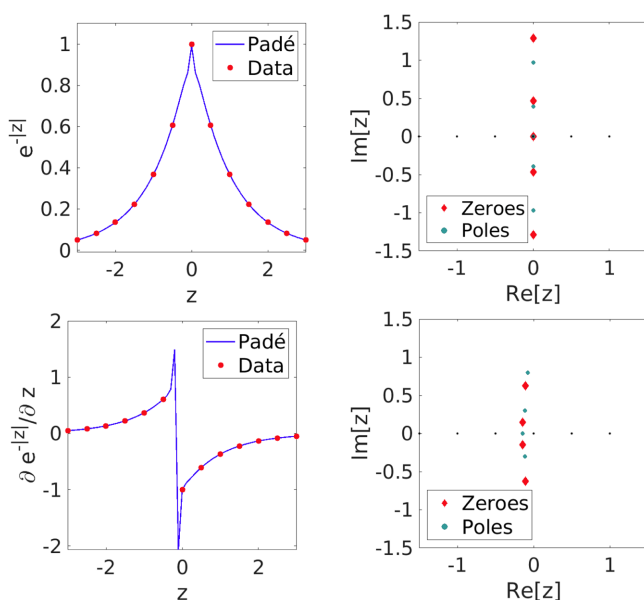 1
0.8
0.6
0.4
0.2
0
e^-|z|
-2
0
2
z
Padé
Data
1.5
1
0.5
0
-0.5
-1
-1.5
Im[z]
Zeroes
Poles
-1
0
1
Re[z]
2
1
0
-1
-2
∂ e^-|z|/∂ z
-2
0
2
z
Padé
Data
1.5
1
0.5
0
-0.5
-1
-1.5
Im[z]
Zeroes
Poles
-1
0
1
Re[z]